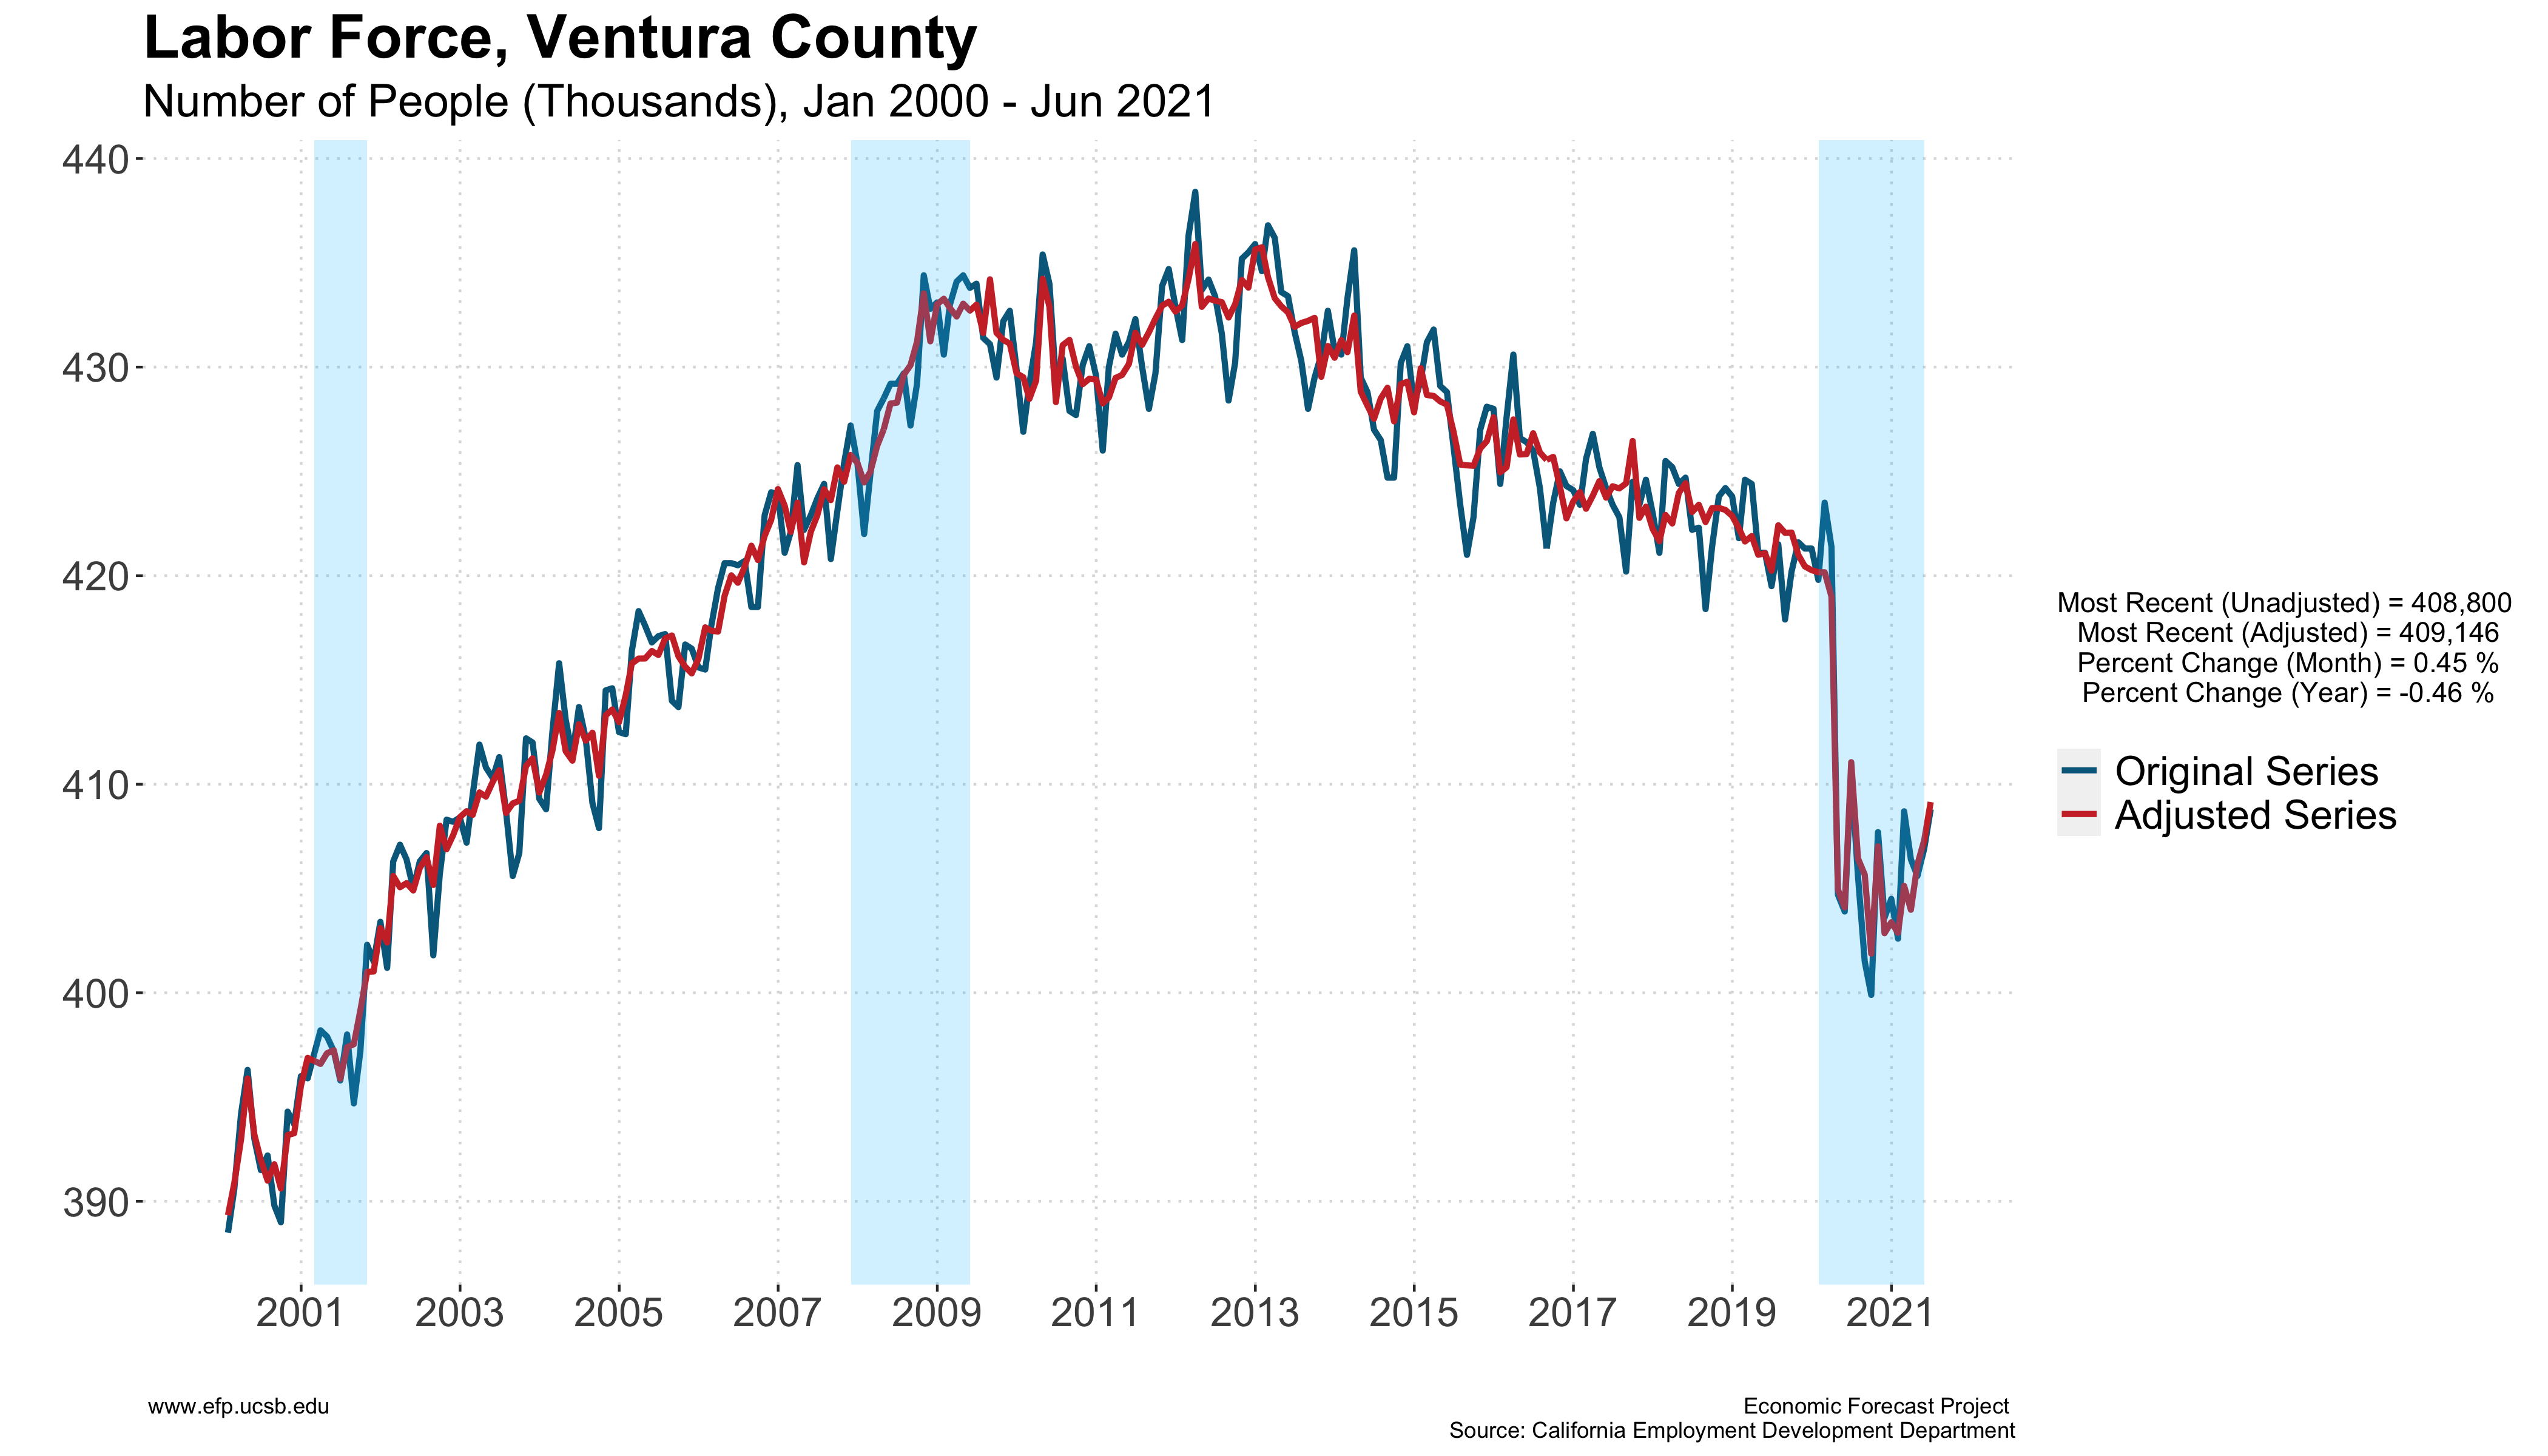 Labor Force, Ventura County
Number of People (Thousands), Jan 2000 - Jun 2021
440
430
420
410
400
390
2001 2003 2005 2007 2009 2011 2013 2015 2017 2019 2021
Most Recent (Unadjusted) = 408,800
Most Recent (Adjusted) = 409,146
Percent Change (Month) = 0.45 %
Percent Change (Year) = -0.46 %
Original Series
Adjusted Series
www.efp.ucsb.edu
Economic Forecast Project
Source: California Employment Development Department